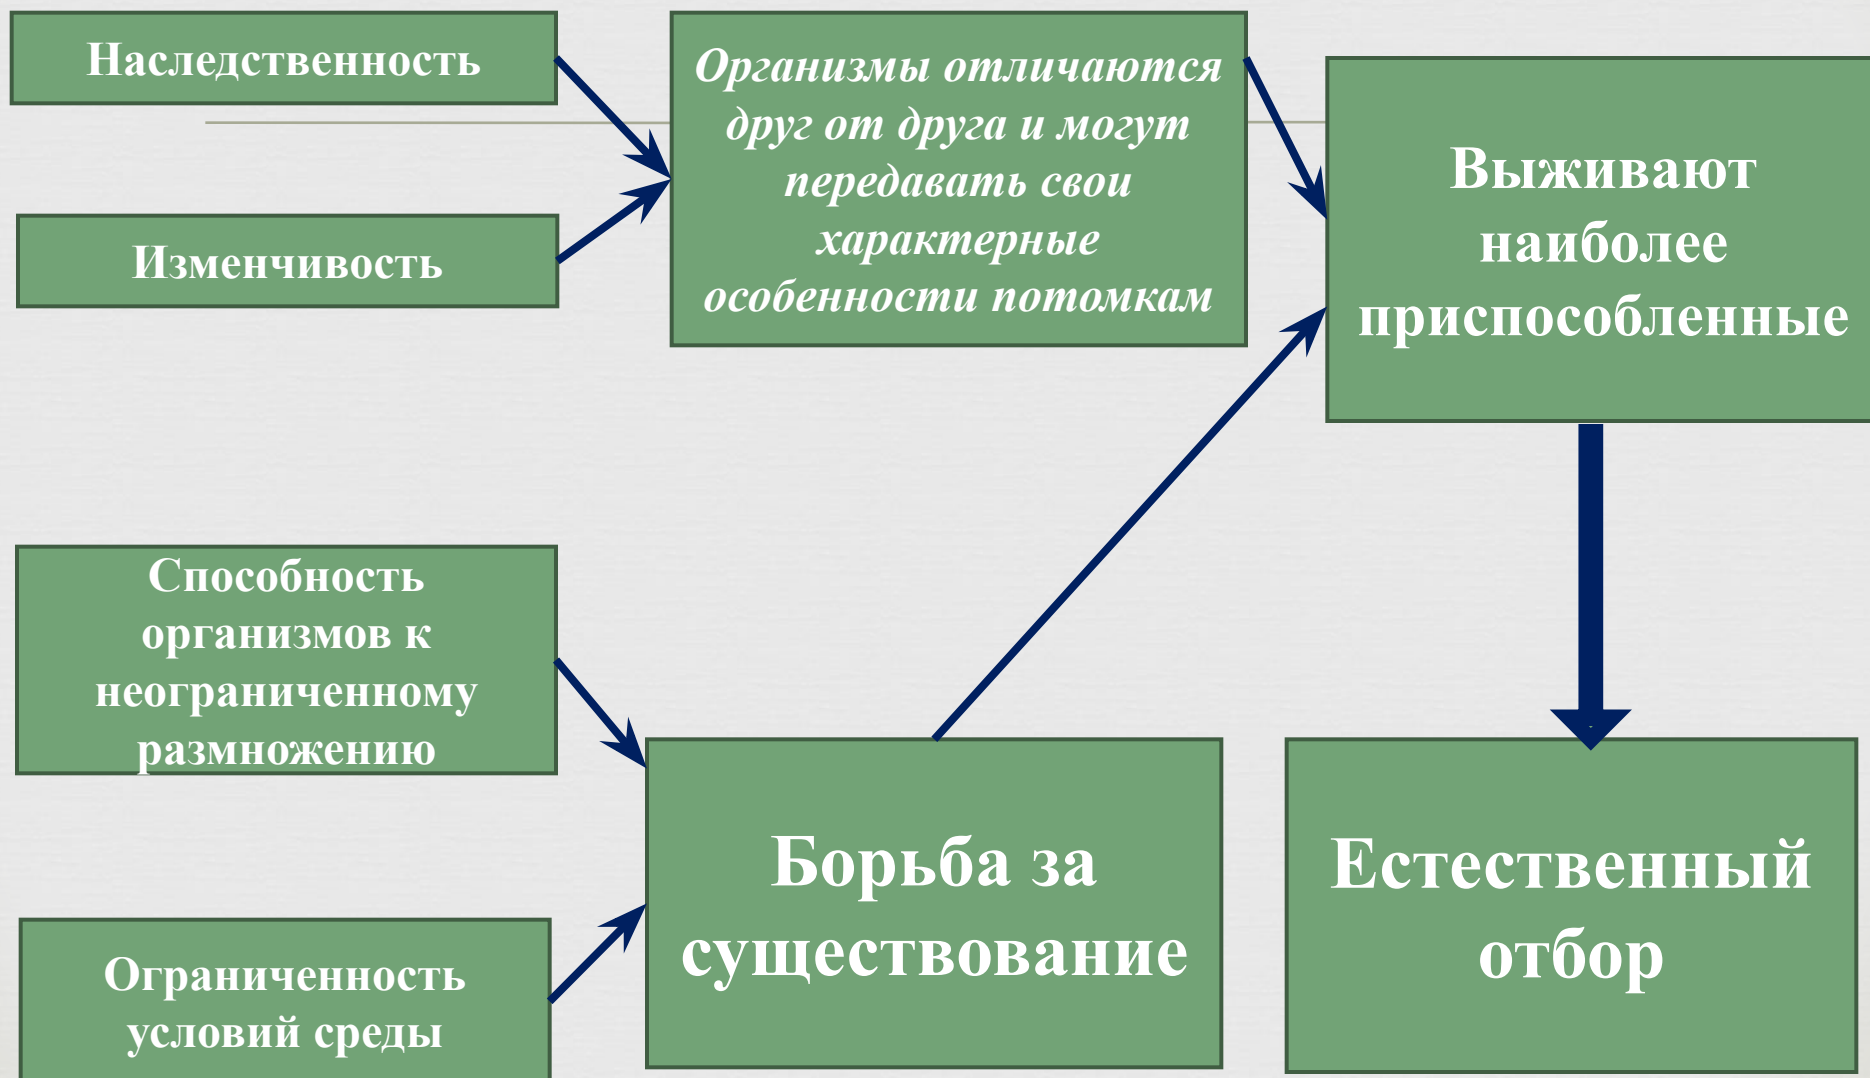 Наследственность
Изменчивость
Организмы отличаются
друг от друга и могут
передавать свои
характерные
особенности потомкам
Выживают
наиболее
приспособленные
Способность
организмов к
неограниченному
размножению
Ограниченность
условий среды
Борьба за
существование
Естественный
отбор